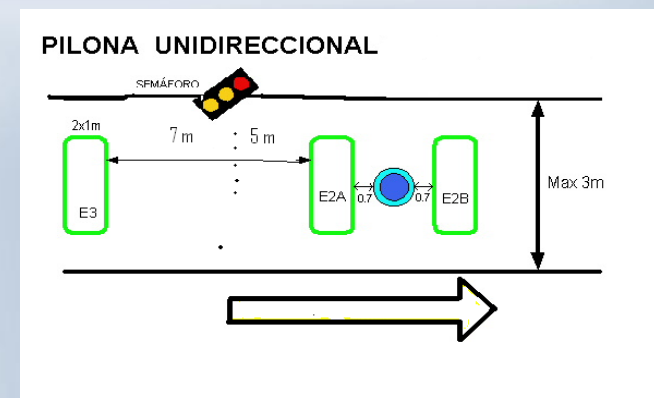 PILONA UNIDIRECCIONAL
SEMÁFORO
2x1m
7 m
5 m
Max 3m
E3
E2A
0.7
0.7
E2B